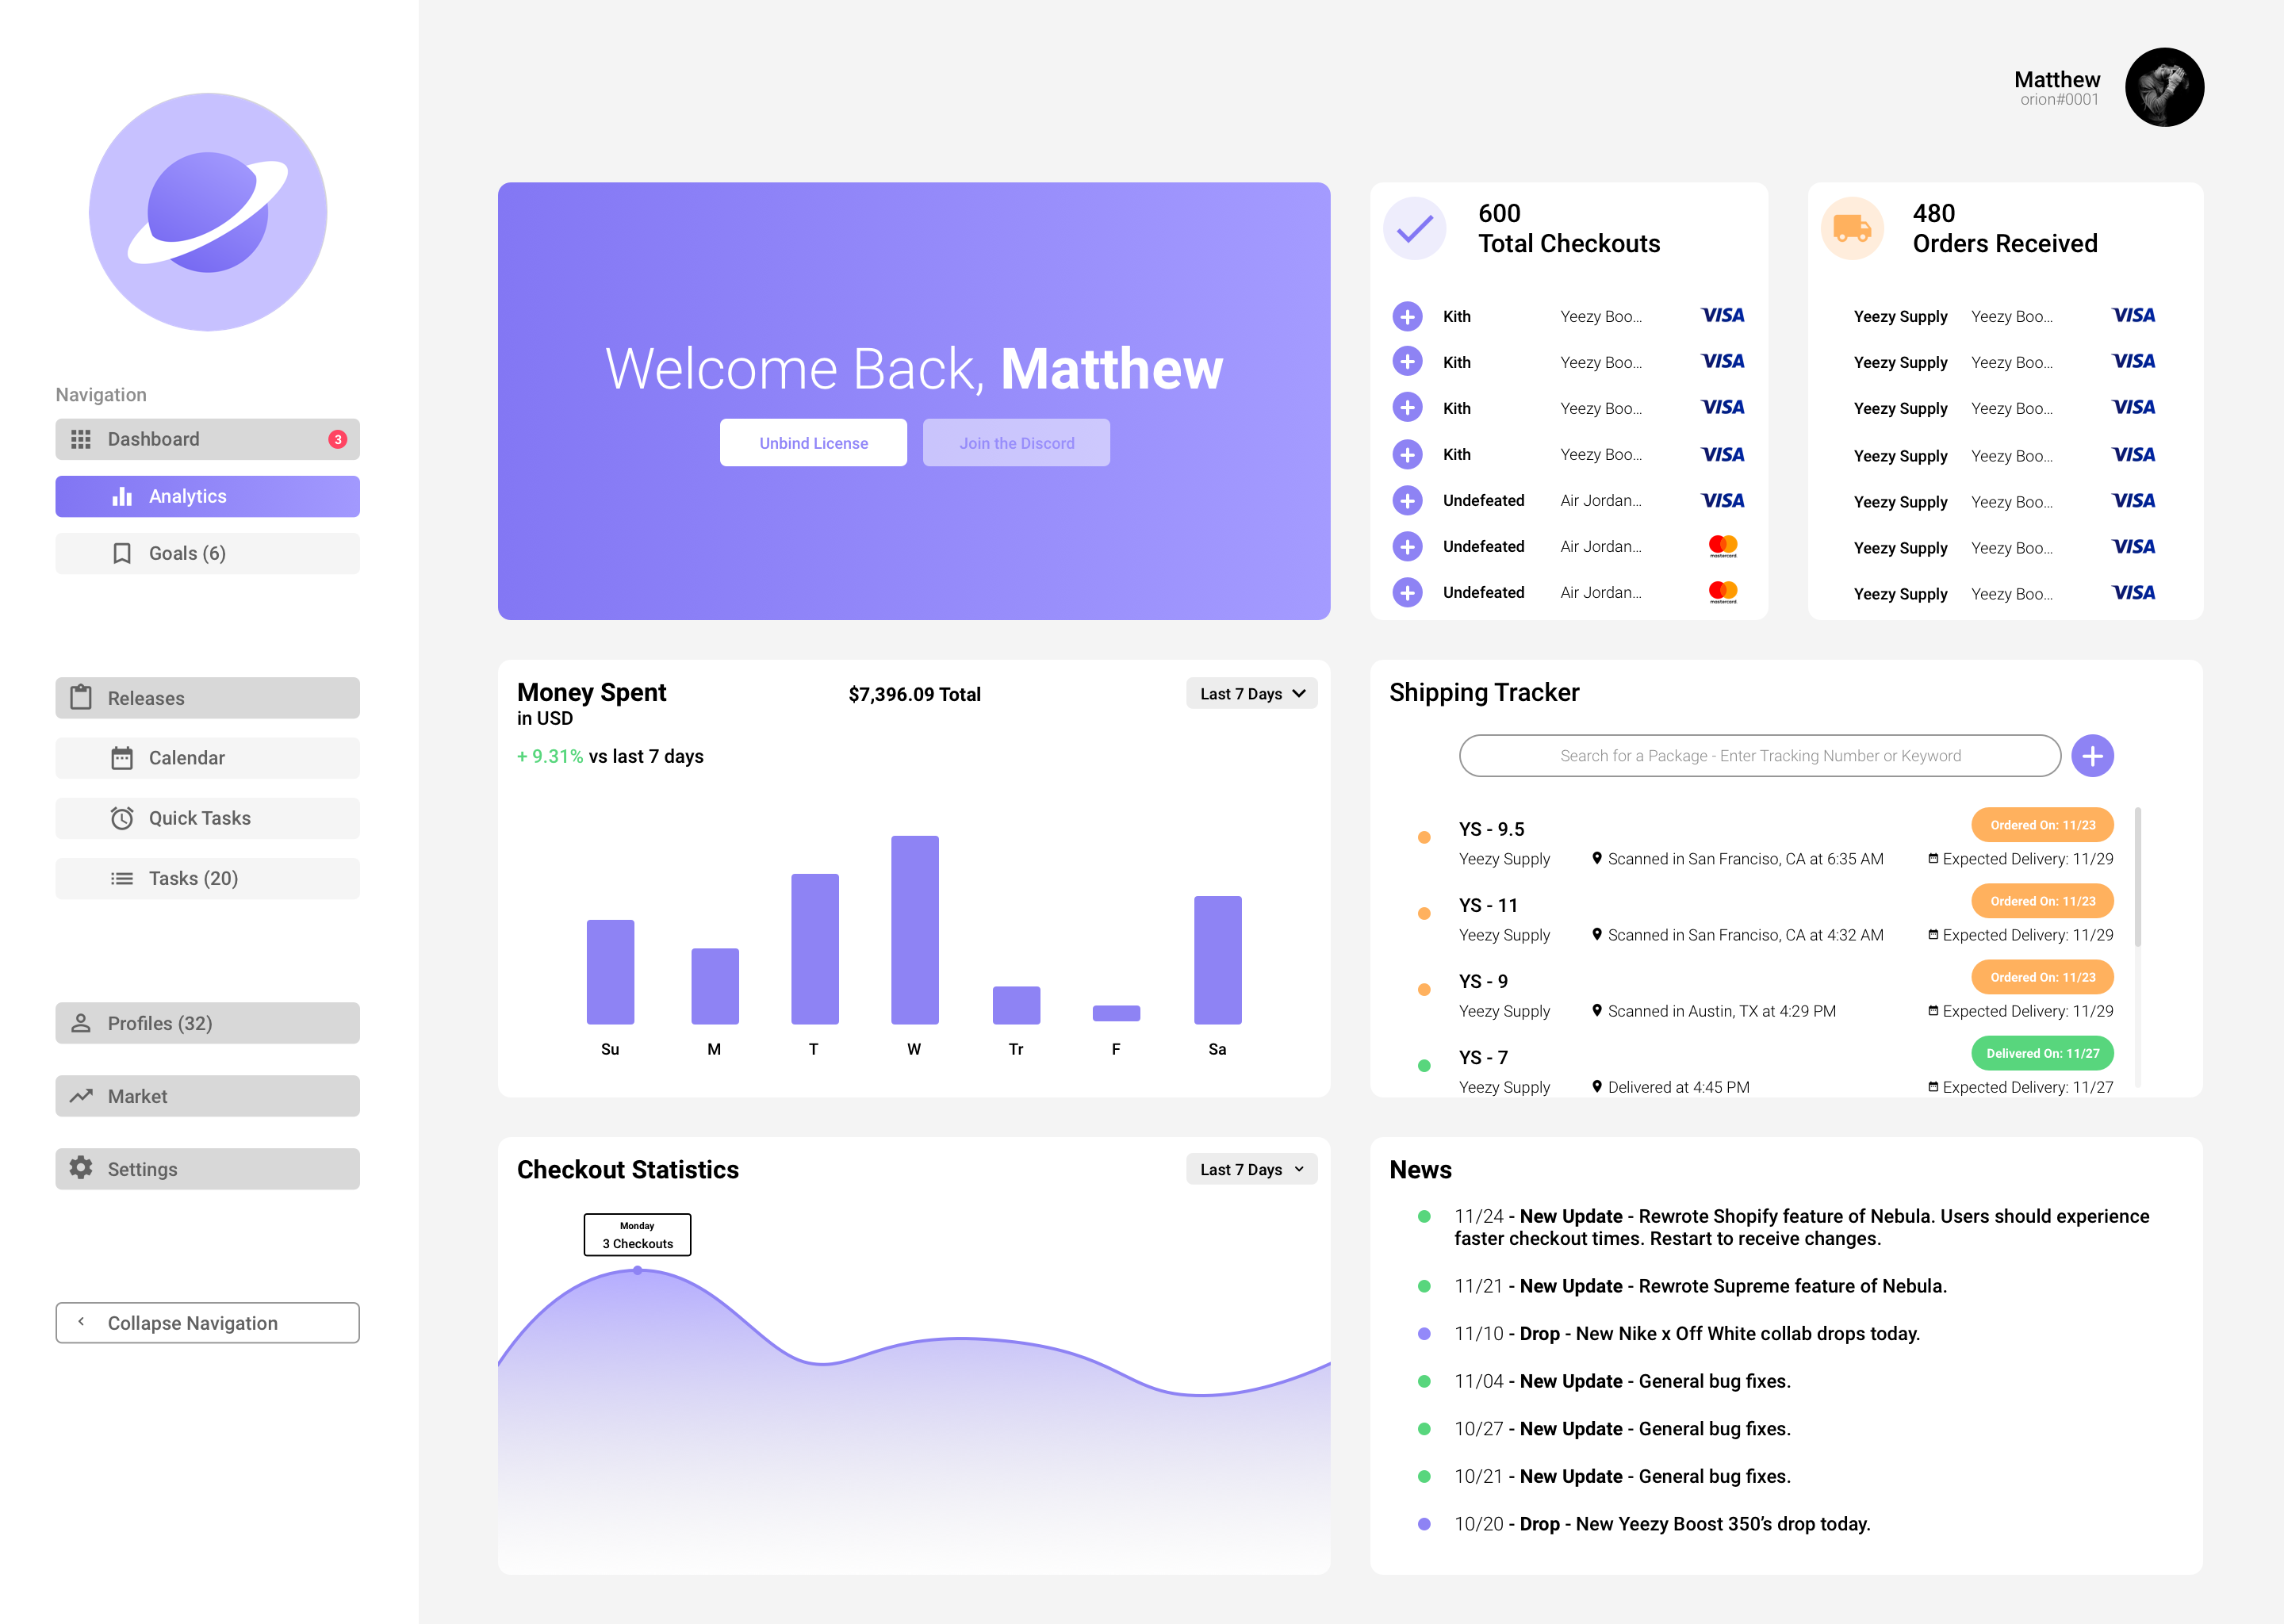 Matthew
orion#0001
Navigation
Dashboard
3
Analytics
Goals (6)
Releases
Calendar
Quick Tasks
Tasks (20)
Profiles (32)
Market
Settings
Collapse Navigation
Welcome Back, Matthew
Unbind License
Join the Discord
600
Total Checkouts
Kith Yeezy Boo... VISA
Kith Yeezy Boo... VISA
Kith Yeezy Boo... VISA
Kith Yeezy Boo... VISA
Undefeated Air Jordan... VISA
Undefeated Air Jordan... mastercard
Undefeated Air Jordan... mastercard
480
Orders Received
Yeezy Supply Yeezy Boo... VISA
Yeezy Supply Yeezy Boo... VISA
Yeezy Supply Yeezy Boo... VISA
Yeezy Supply Yeezy Boo... VISA
Yeezy Supply Yeezy Boo... VISA
Yeezy Supply Yeezy Boo... VISA
Yeezy Supply Yeezy Boo... VISA
Money Spent
in USD
$7,396.09 Total
Last 7 Days
+ 9.31% vs last 7 days
Su M T W Tr F Sa
Shipping Tracker
Search for a Package - Enter Tracking Number or Keyword
YS - 9.5
Ordered On: 11/23
Yeezy Supply Scanned in San Franciso, CA at 6:35 AM Expected Delivery: 11/29
YS - 11
Ordered On: 11/23
Yeezy Supply Scanned in San Franciso, CA at 4:32 AM Expected Delivery: 11/29
YS - 9
Ordered On: 11/23
Yeezy Supply Scanned in Austin, TX at 4:29 PM Expected Delivery: 11/29
YS - 7
Delivered On: 11/27
Yeezy Supply Delivered at 4:45 PM Expected Delivery: 11/27
Checkout Statistics
Last 7 Days
Monday
3 Checkouts
News
11/24 - New Update - Rewrote Shopify feature of Nebula. Users should experience
faster checkout times. Restart to receive changes.
11/21 - New Update - Rewrote Supreme feature of Nebula.
11/10 - Drop - New Nike x Off White collab drops today.
11/04 - New Update - General bug fixes.
10/27 - New Update - General bug fixes.
10/21 - New Update - General bug fixes.
10/20 - Drop - New Yeezy Boost 350’s drop today.